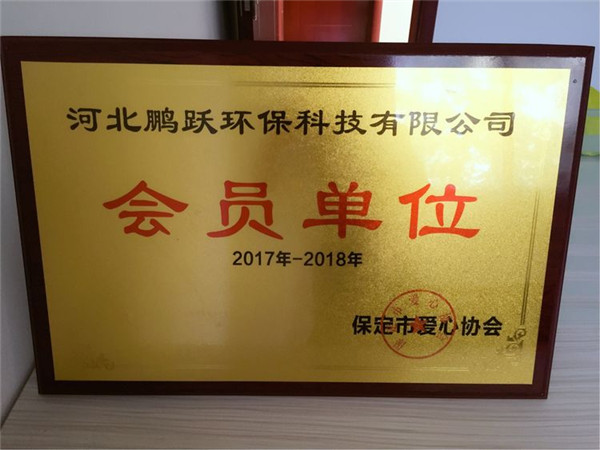 河北鹏跃环保科技有限公司
会员单位
2017年-2018年
保定市爱心协会